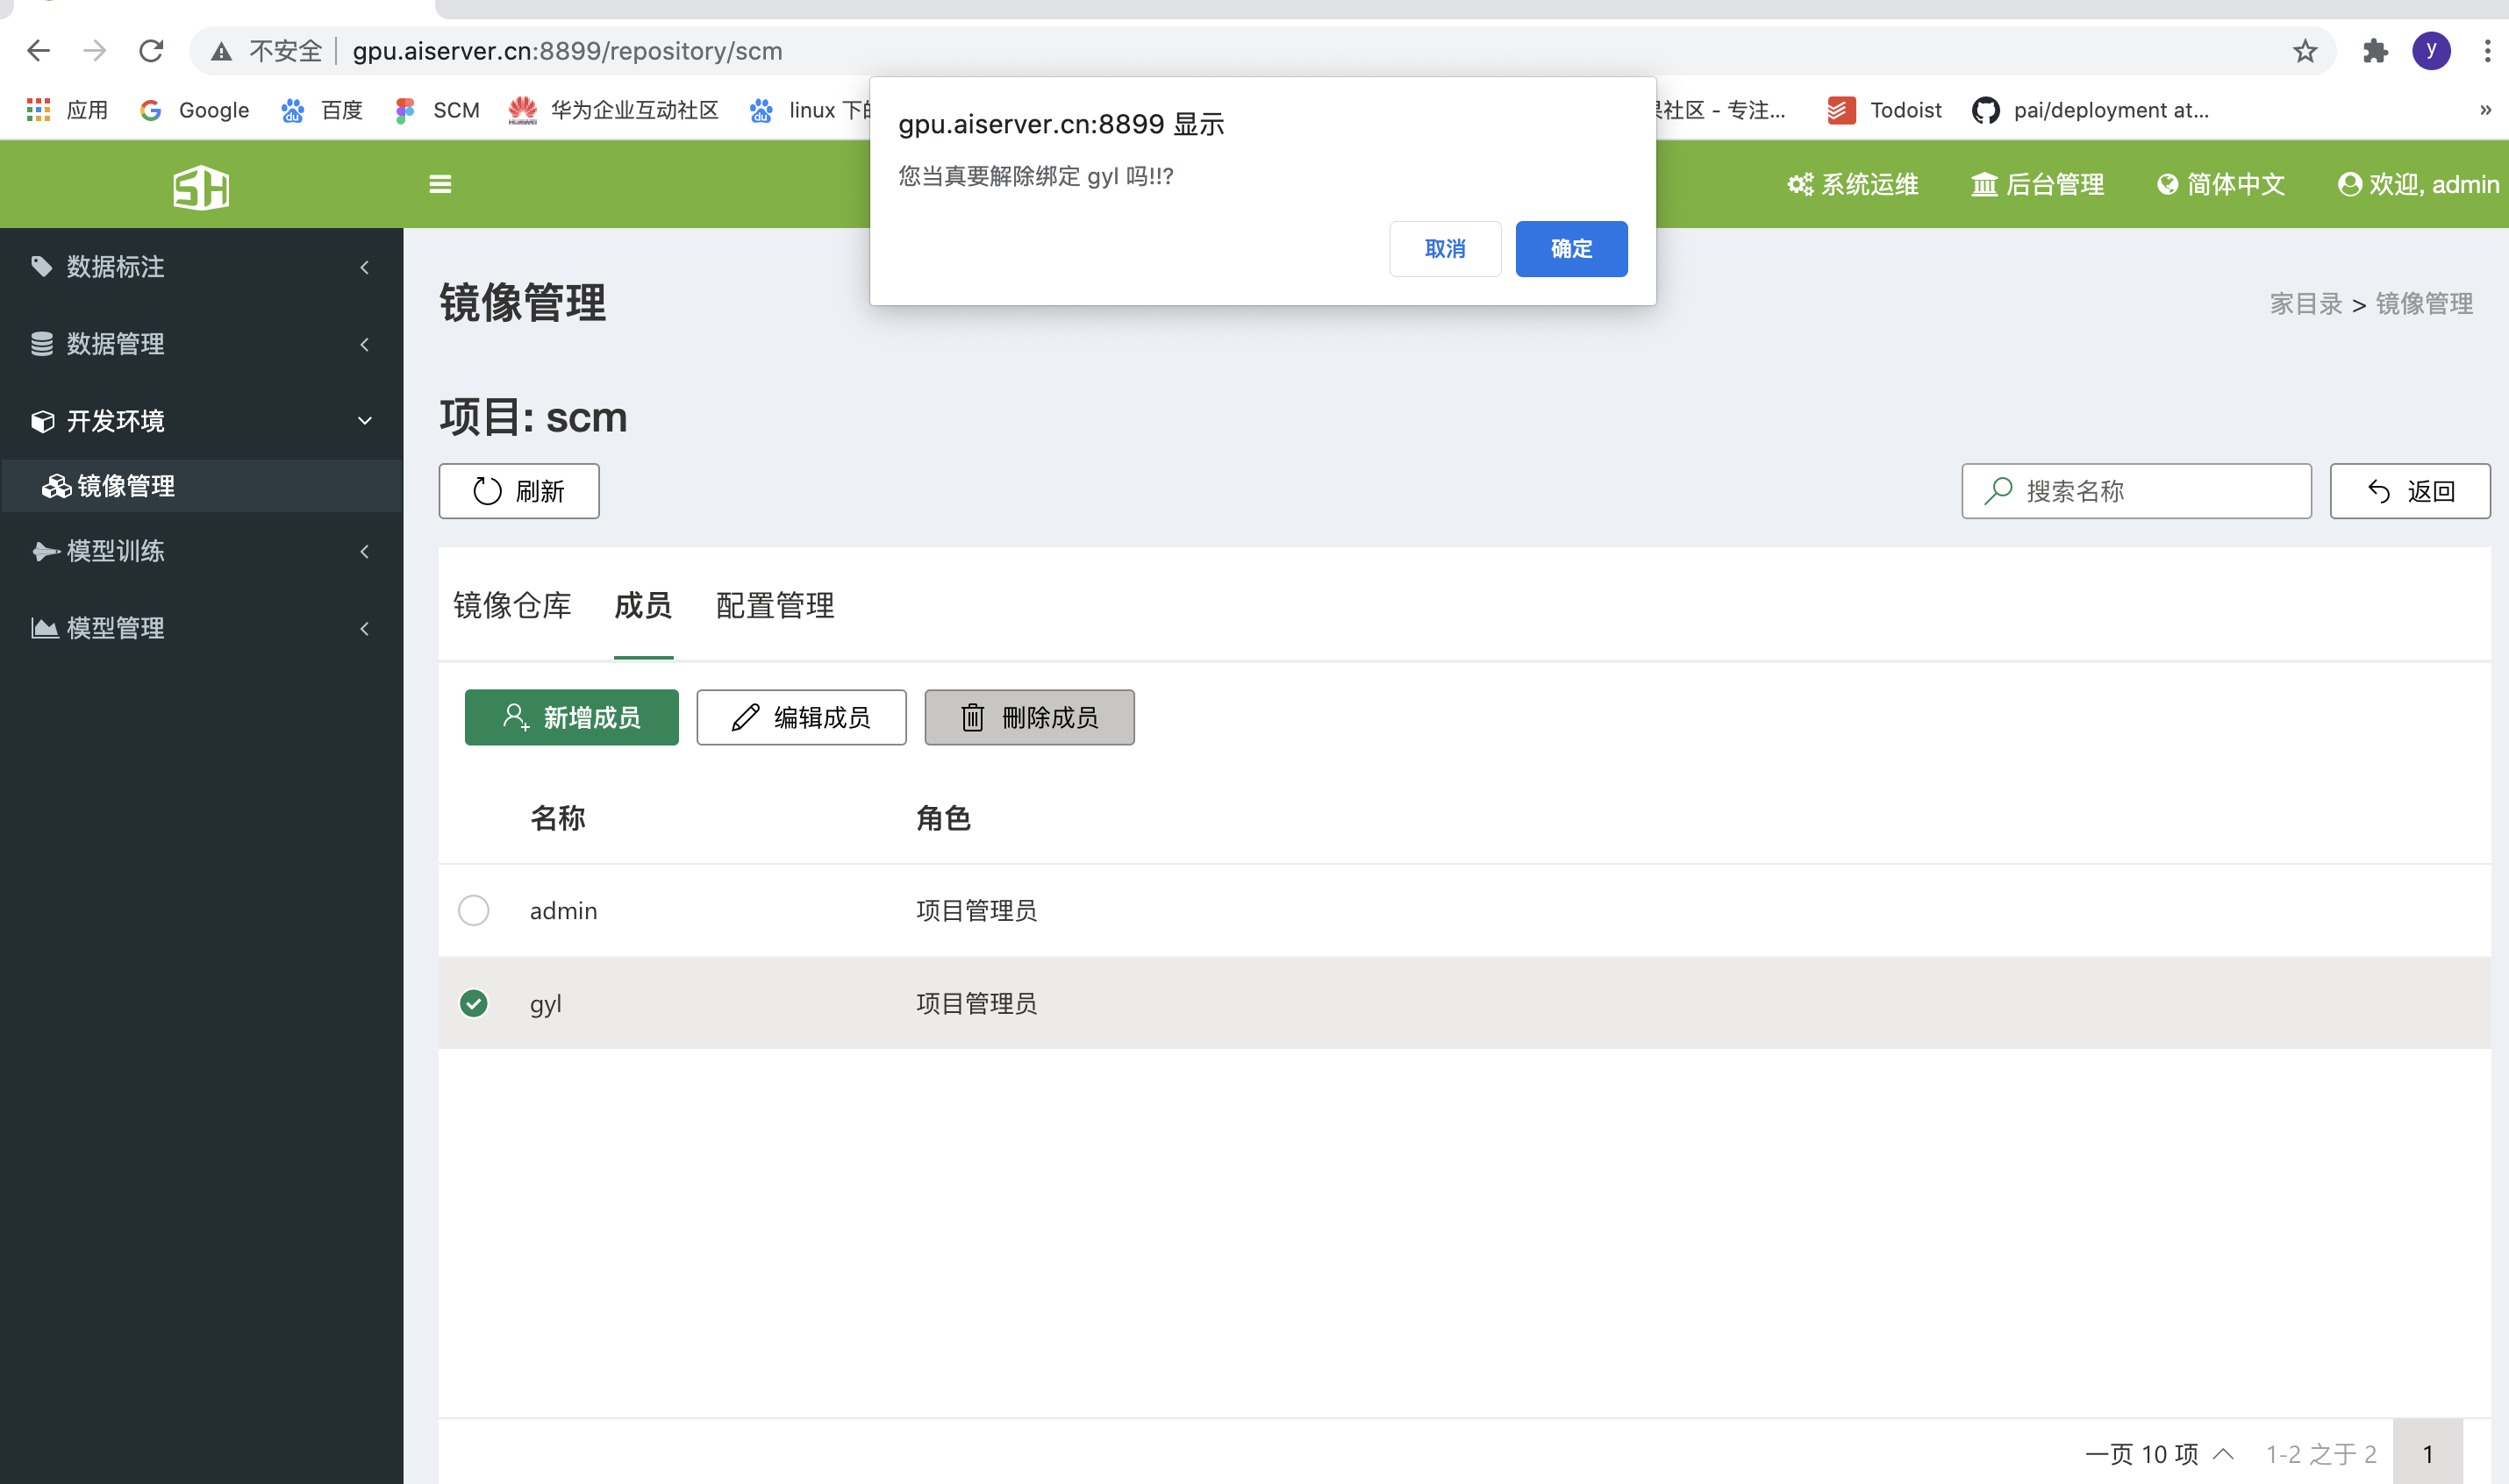 不安全 gpu.aiserver.cn:8899/repository/scm y
应用 Google 百度 SCM 华为企业互动社区 linux 下 社区 - 专注... Todoist pai/deployment at... »
gpu.aiserver.cn:8899 显示
您当真要解除绑定 gyl 吗!!?
取消 确定
SH 系统运维 后台管理 简体中文 欢迎, admin
数据标注
数据管理
开发环境
镜像管理
模型训练
模型管理
镜像管理
家目录 > 镜像管理
项目: scm
刷新 搜索名称 返回
镜像仓库 成员 配置管理
新增成员 编辑成员 刪除成员
名称 角色
admin 项目管理员
gyl 项目管理员
一页 10 项 1-2 之于 2 1